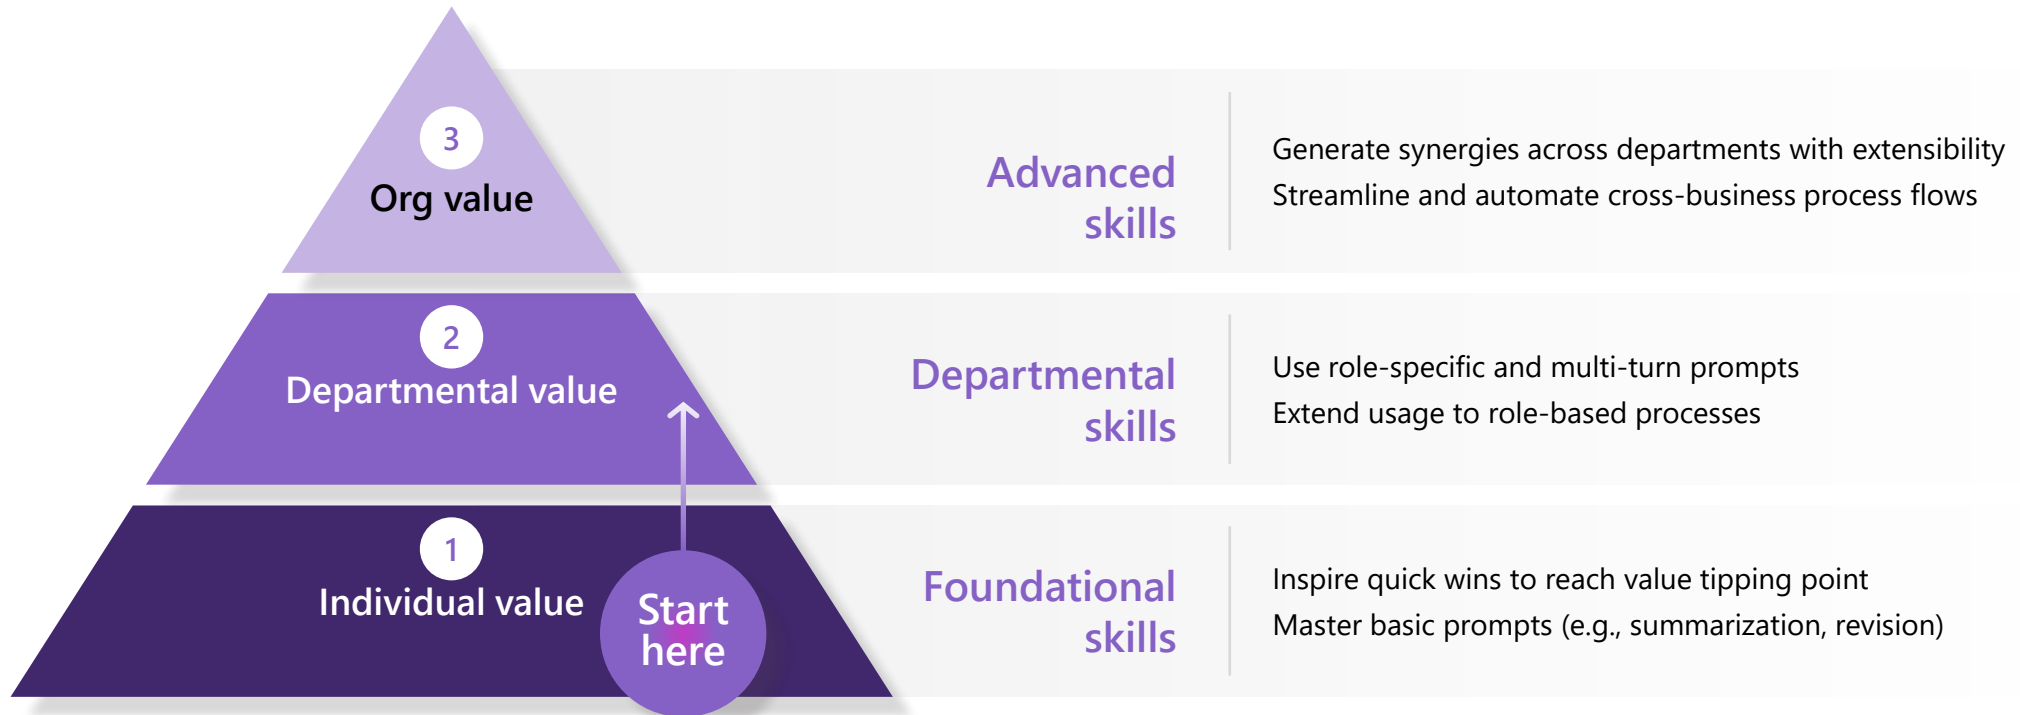 3
Org value
Advanced
skills
Generate synergies across departments with extensibility
Streamline and automate cross-business process flows
2
Departmental value
Departmental
skills
Use role-specific and multi-turn prompts
Extend usage to role-based processes
1
Individual value
Start
here
Foundational
skills
Inspire quick wins to reach value tipping point
Master basic prompts (e.g., summarization, revision)